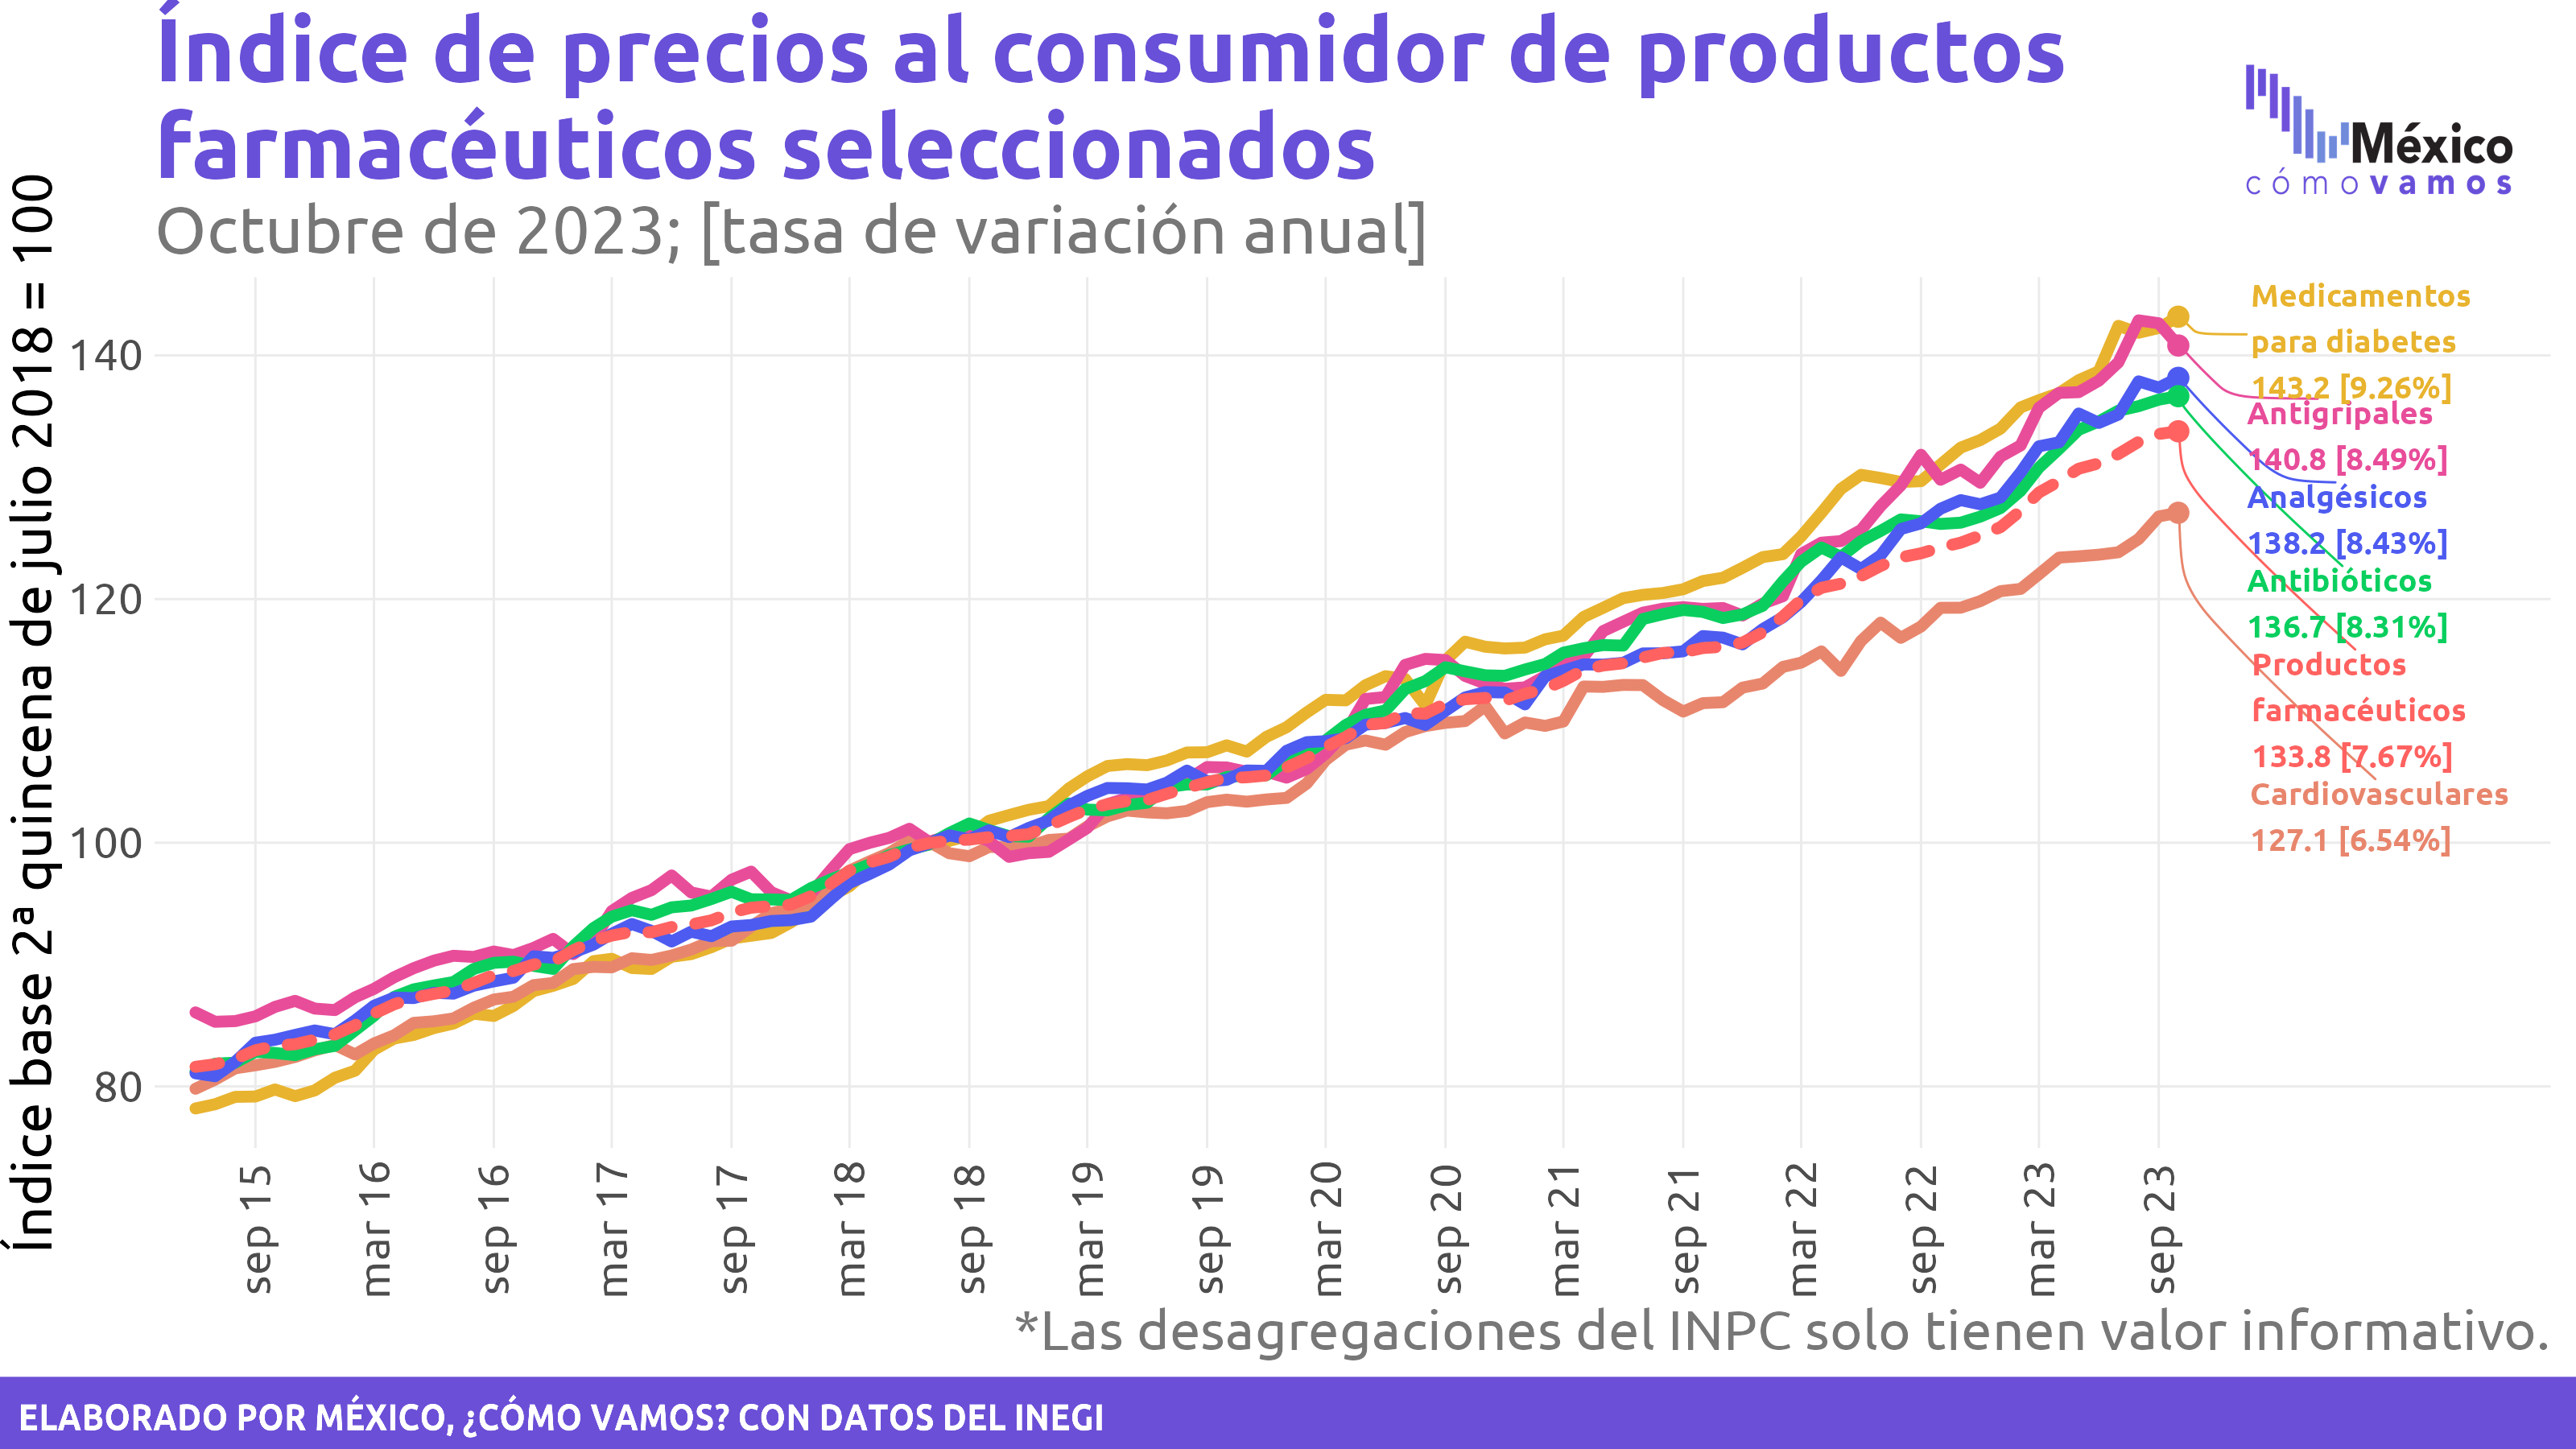 Índice de precios al consumidor de productos
farmacéuticos seleccionados
Octubre de 2023; [tasa de variación anual]
México
cómo vamos
Índice base 2ª quincena de julio 2018 = 100
140
120
100
80
Medicamentos
para diabetes
143.2 [9.26%]
Antigripales
140.8 [8.49%]
Analgésicos
138.2 [8.43%]
Antibióticos
136.7 [8.31%]
Productos
farmacéuticos
133.8 [7.67%]
Cardiovasculares
127.1 [6.54%]
sep 15
mar 16
sep 16
mar 17
sep 17
mar 18
sep 18
mar 19
sep 19
mar 20
sep 20
mar 21
sep 21
mar 22
sep 22
mar 23
sep 23
*Las desagregaciones del INPC solo tienen valor informativo.
ELABORADO POR MÉXICO, ¿CÓMO VAMOS? CON DATOS DEL INEGI